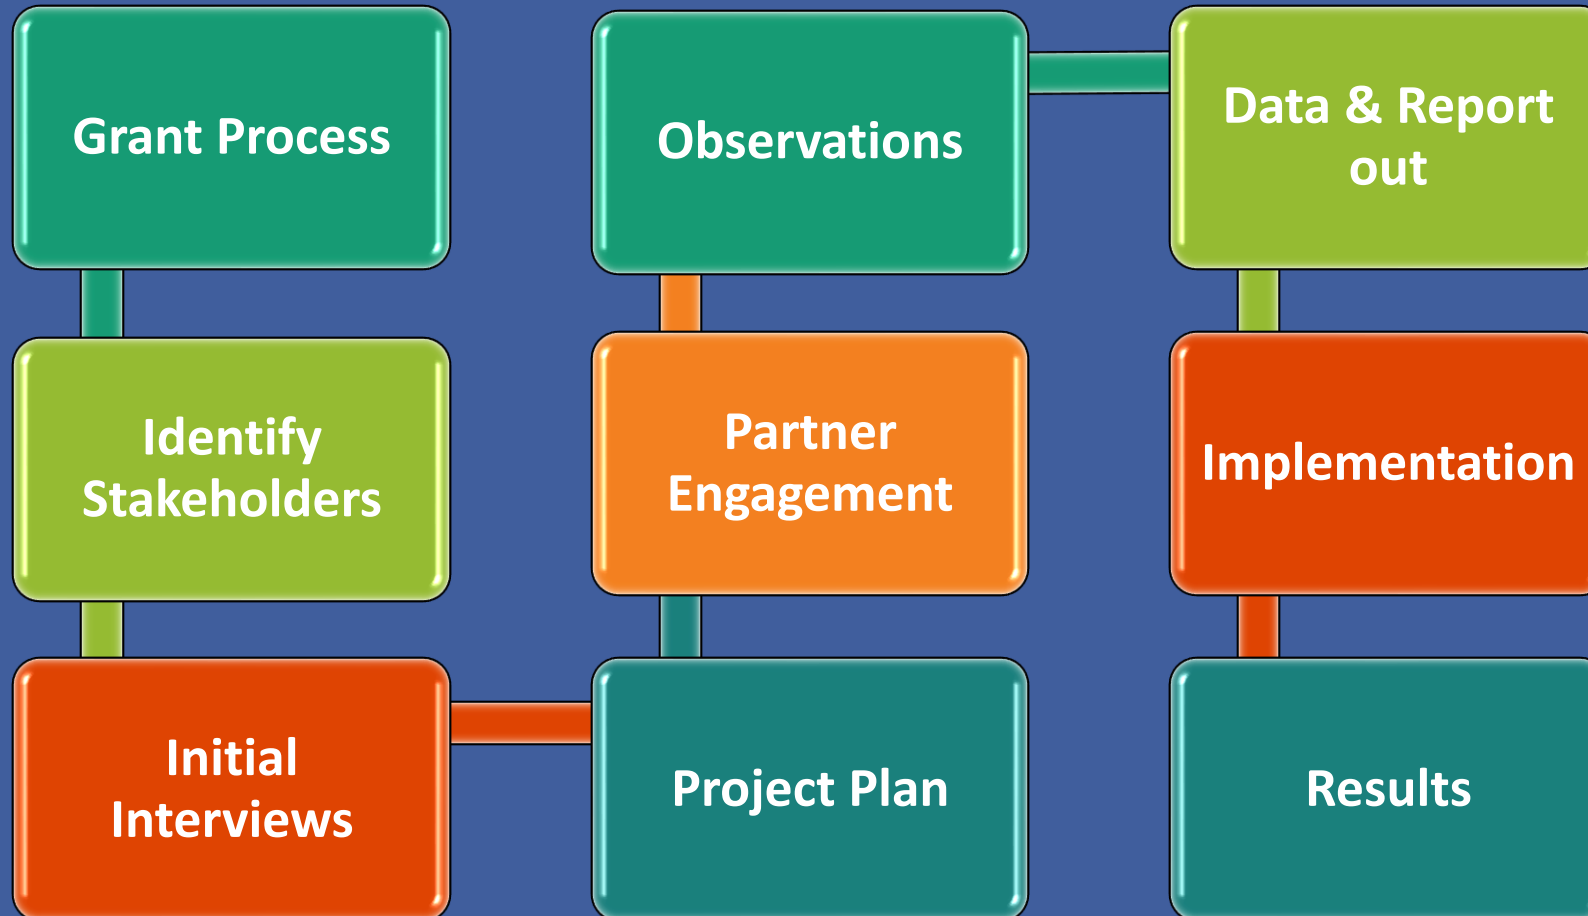 Grant Process
Identify
Stakeholders
Initial
Interviews
Project Plan
Partner
Engagement
Observations
Data & Report
out
Implementation
Results